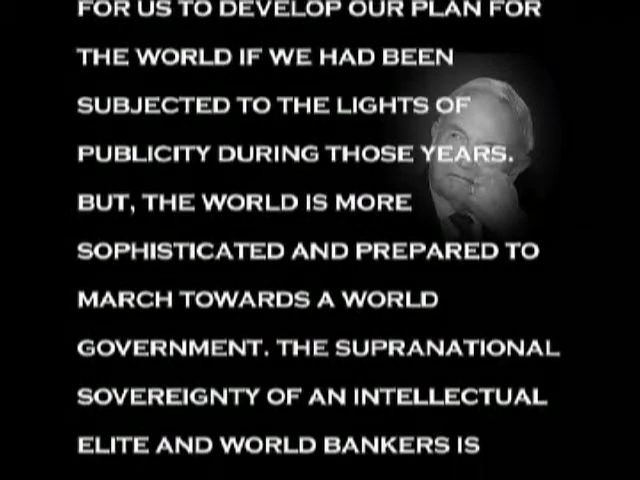 FOR US TO DEVELOP OUR PLAN FOR
THE WORLD IF WE HAD BEEN
SUBJECTED TO THE LIGHTS OF
PUBLICITY DURING THOSE YEARS.
BUT, THE WORLD IS MORE
SOPHISTICATED AND PREPARED TO
MARCH TOWARDS A WORLD
GOVERNMENT. THE SUPRANATIONAL
SOVEREIGNTY OF AN INTELLECTUAL
ELITE AND WORLD BANKERS IS